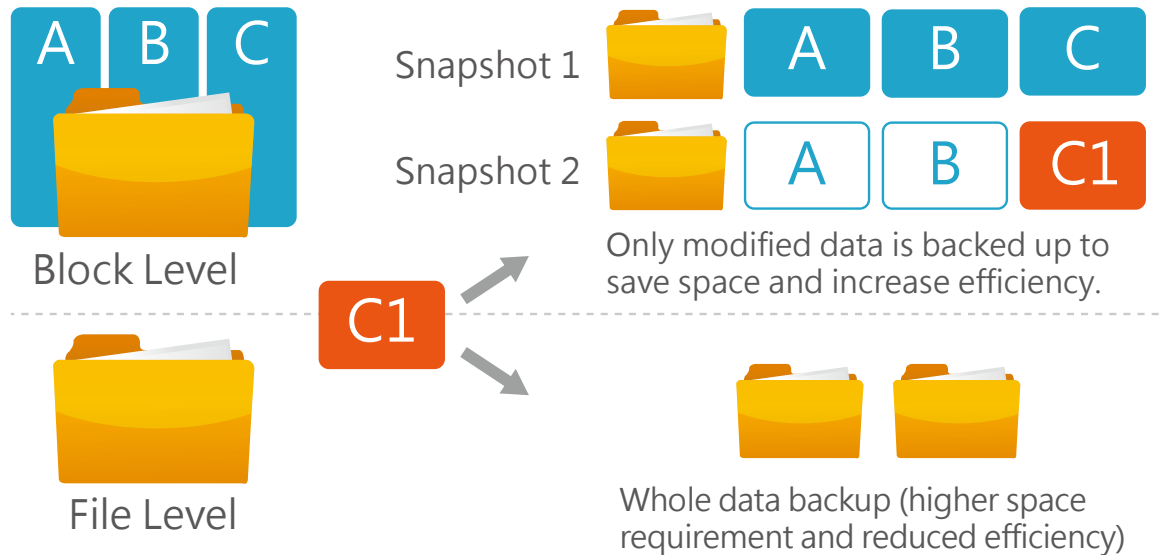 A B C
Block Level
Snapshot 1
A B C
Snapshot 2
A B C1
Only modified data is backed up to
save space and increase efficiency.
C1
File Level
Whole data backup (higher space
requirement and reduced efficiency)